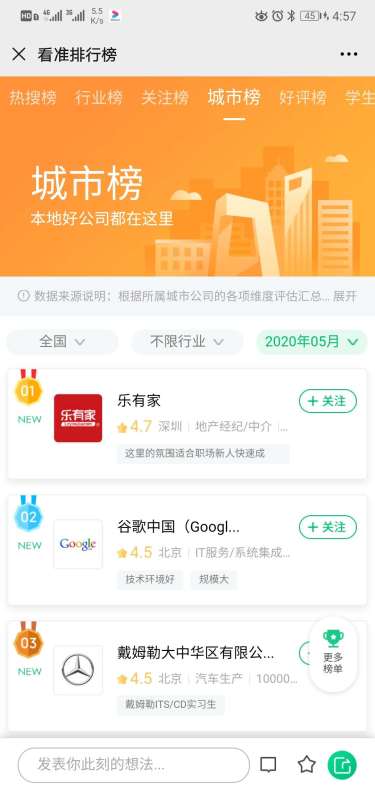 HD 4G 3G 5.5 K/s 45 4:57
看准排行榜
热搜榜 行业榜 关注榜 城市榜 好评榜 学生
城市榜
本地好公司都在这里
数据来源说明：根据所属城市公司的各项维度评估汇总... 展开
全国 不限行业 2020年05月
01 乐有家 + 关注
NEW 乐有家 4.7 深圳 地产经纪/中介 ...
这里的氛围适合职场新人快速成
02 谷歌中国（Googl... + 关注
NEW Google 4.5 北京 IT服务/系统集成...
技术环境好 规模大
03 戴姆勒大中华区有限公...
NEW 4.5 北京 汽车生产 10000...
戴姆勒ITS/CD实习生
更多
榜单
发表你此刻的想法...